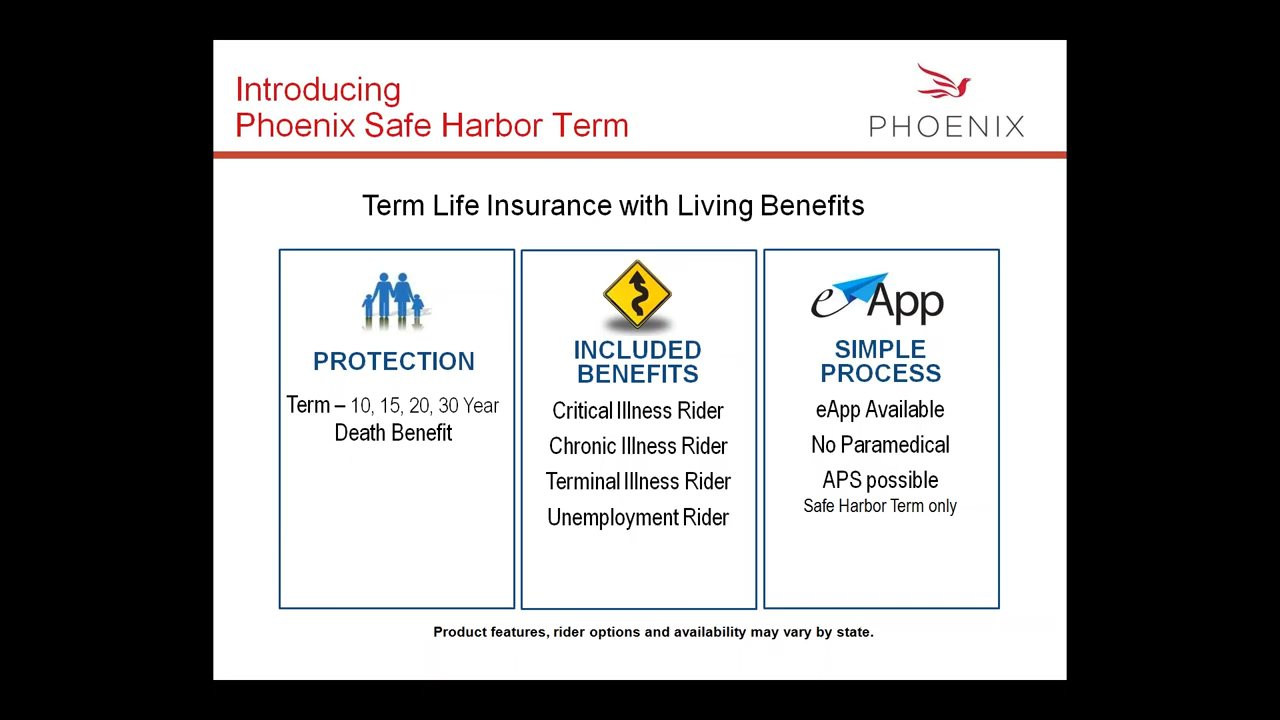 Introducing
Phoenix Safe Harbor Term
PHOENIX
Term Life Insurance with Living Benefits
PROTECTION
Term – 10, 15, 20, 30 Year
Death Benefit
INCLUDED
BENEFITS
Critical Illness Rider
Chronic Illness Rider
Terminal Illness Rider
Unemployment Rider
eApp
SIMPLE
PROCESS
eApp Available
No Paramedical
APS possible
Safe Harbor Term only
Product features, rider options and availability may vary by state.